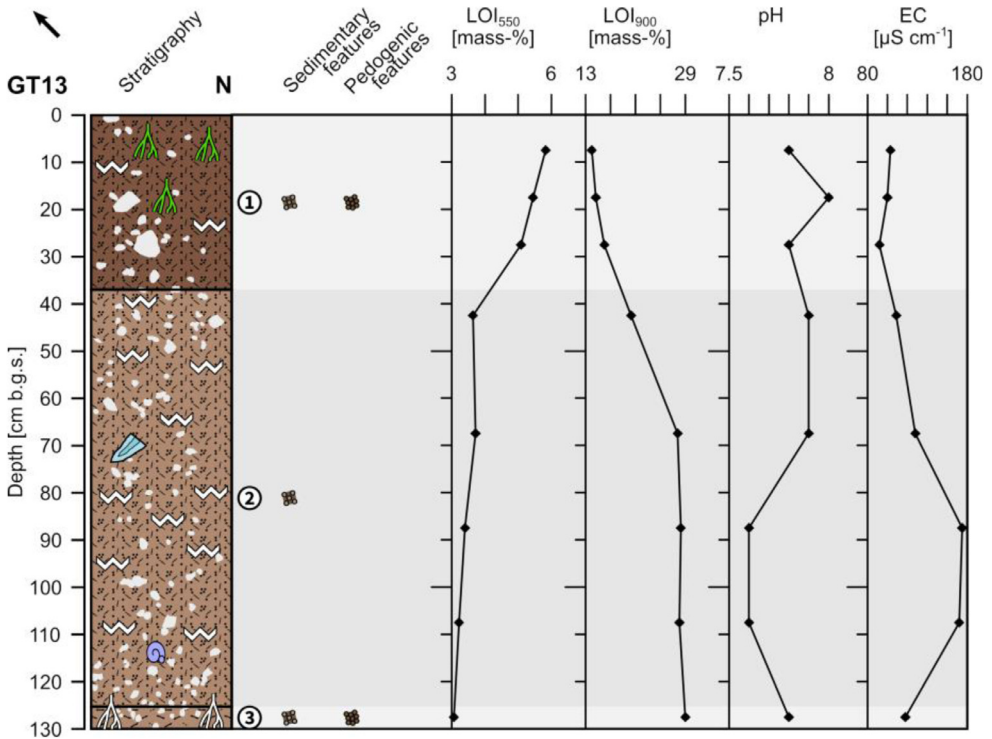 GT13
Stratigraphy
N
Sedimentary features
Pedogenic features
LOI550
[mass-%]
3 6
LOI900
[mass-%]
13 29
pH
7.5 8
EC
[µS cm-1]
80 180
Depth [cm b.g.s.]
0
10
20
30
40
50
60
70
80
90
100
110
120
130
1
2
3